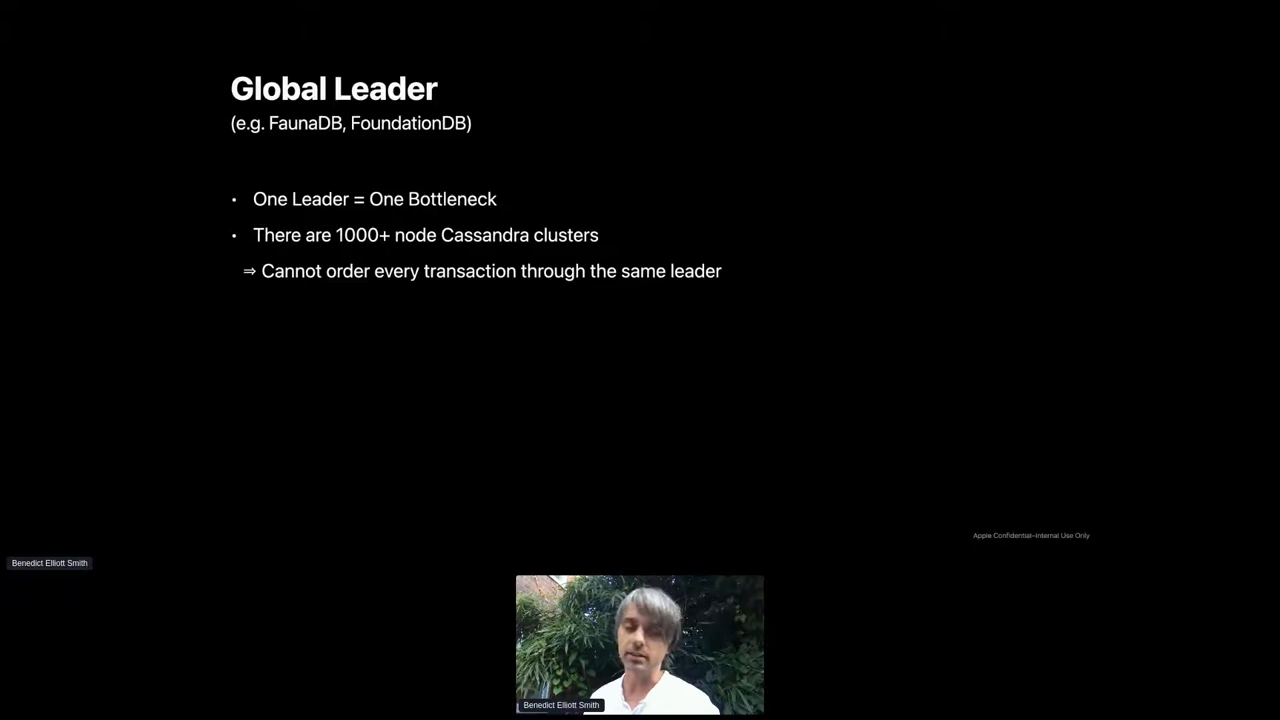 Global Leader
(e.g. FaunaDB, FoundationDB)
• One Leader = One Bottleneck
• There are 1000+ node Cassandra clusters
⇒ Cannot order every transaction through the same leader
Apple Confidential–Internal Use Only
Benedict Elliott Smith
Benedict Elliott Smith